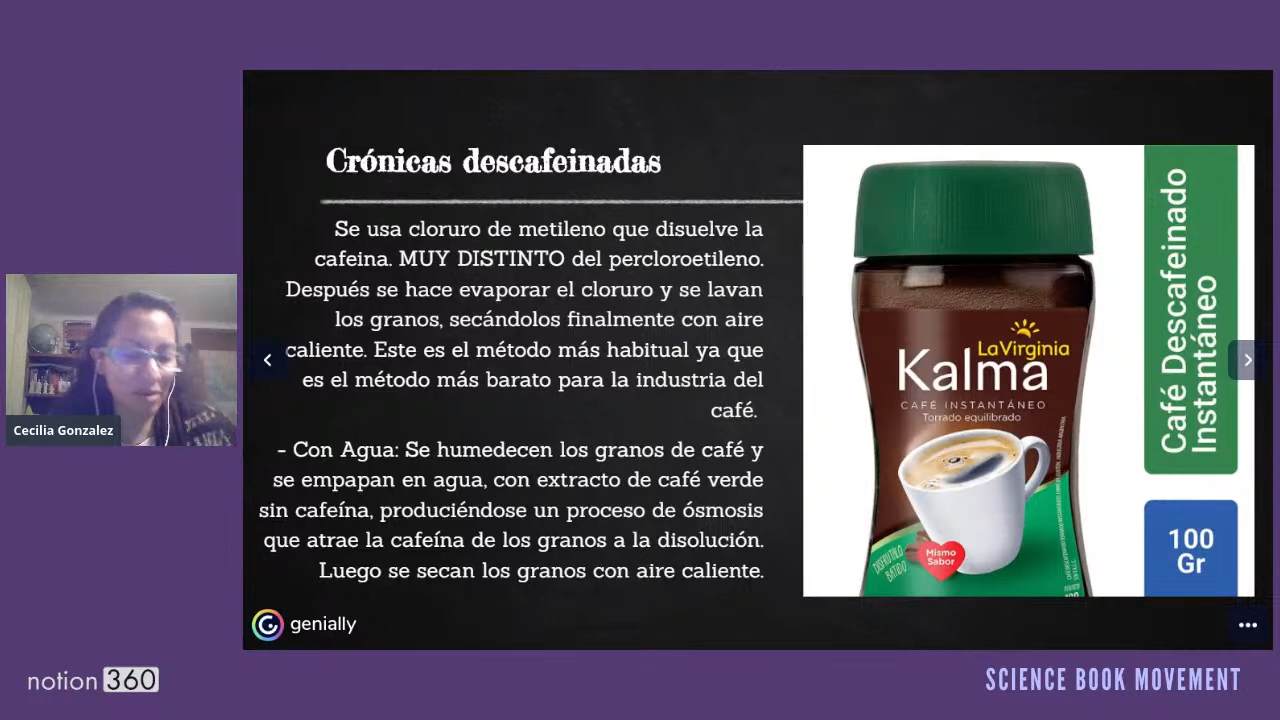 Crónicas descafeinadas
Se usa cloruro de metileno que disuelve la
cafeina. MUY DISTINTO del percloroetileno.
Después se hace evaporar el cloruro y se lavan
los granos, secándolos finalmente con aire
caliente. Este es el método más habitual ya que
es el método más barato para la industria del
café.
- Con Agua: Se humedecen los granos de café y
se empapan en agua, con extracto de café verde
sin cafeína, produciéndose un proceso de ósmosis
que atrae la cafeína de los granos a la disolución.
Luego se secan los granos con aire caliente.
LaVirginia
Kalma
CAFÉ INSTANTÁNEO
Torrado equilibrado
Mismo
Sabor
DISFRUTALO
BATIDO
Café Descafeinado
Instantáneo
100
Gr
Cecilia Gonzalez
genially
notion 360
SCIENCE BOOK MOVEMENT